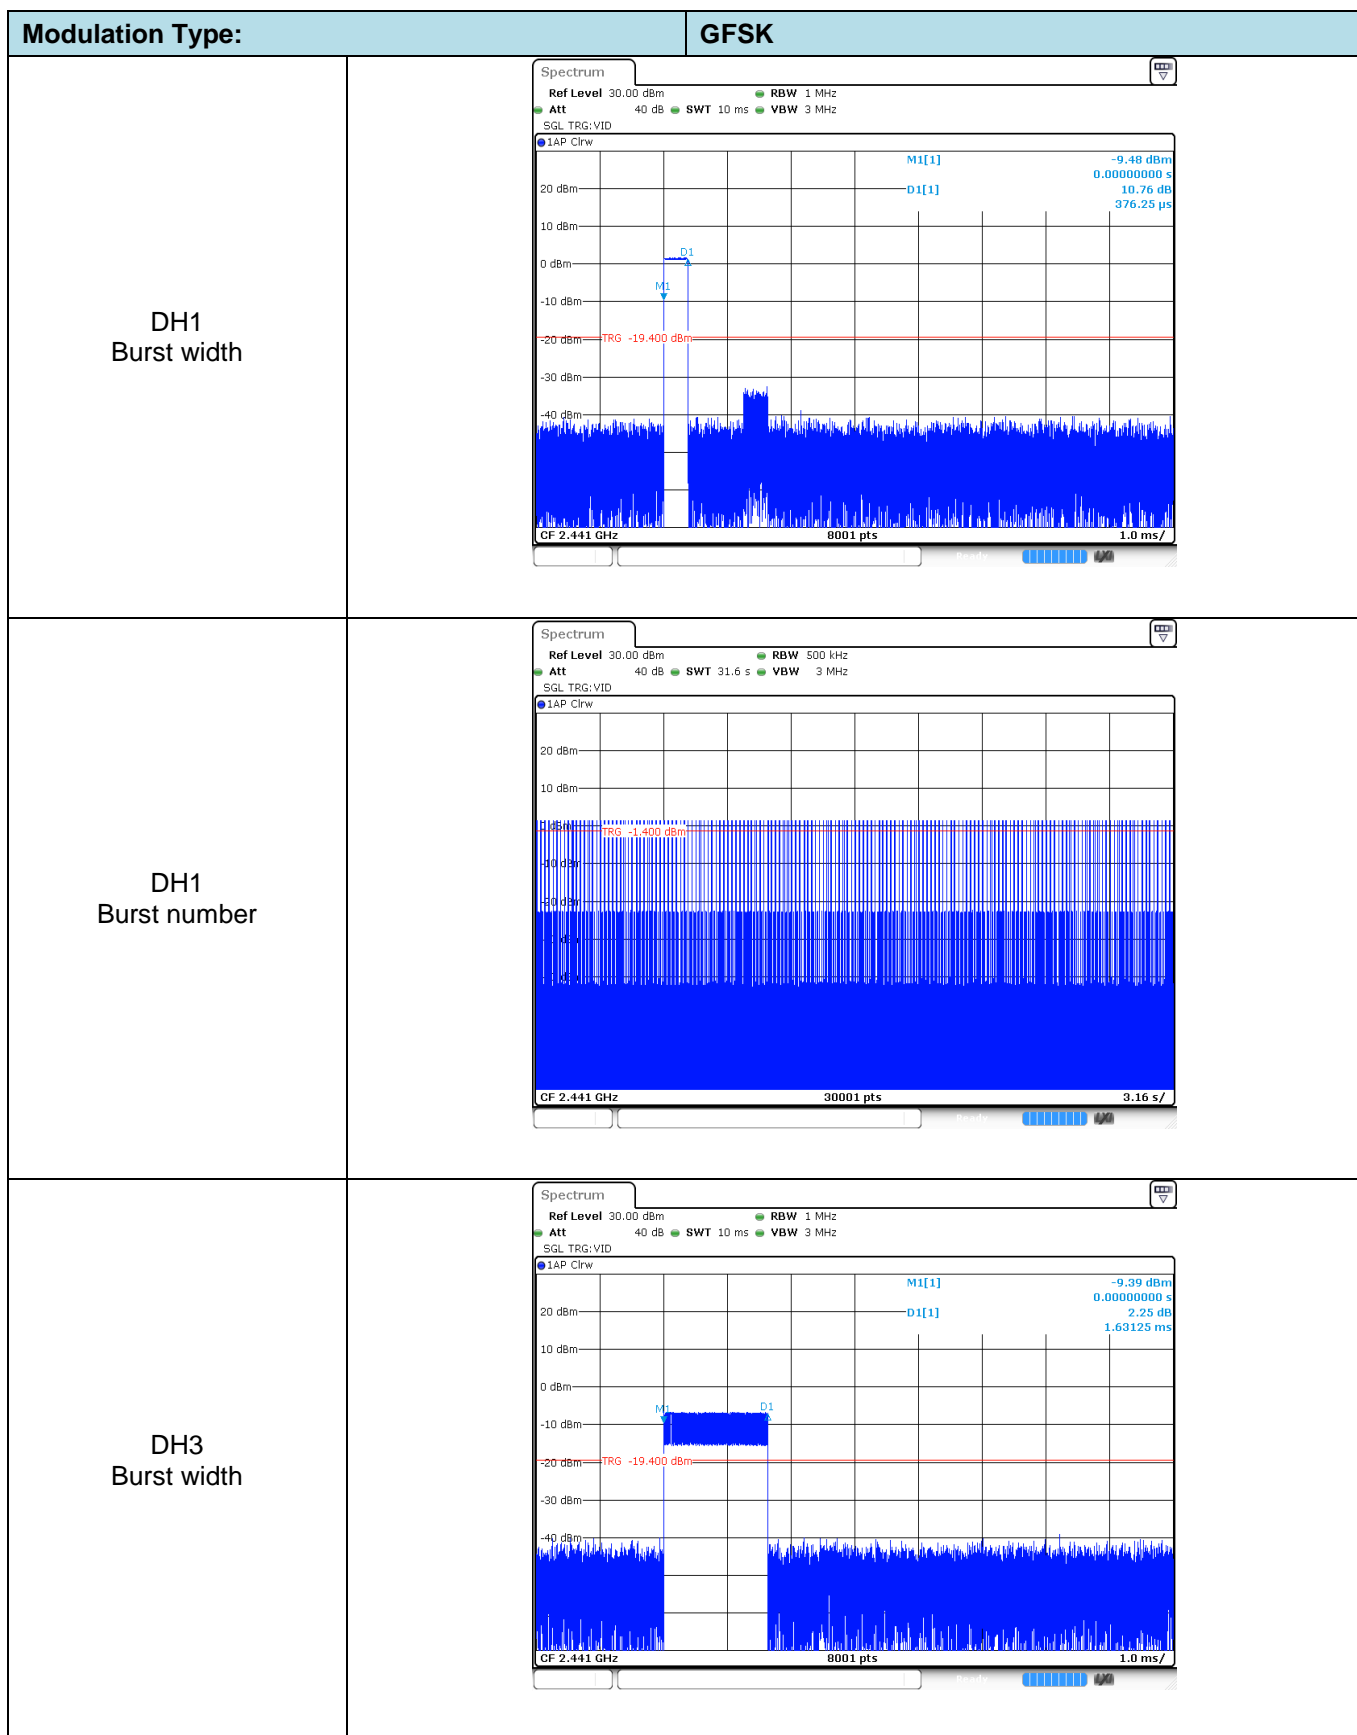 Modulation Type: GFSK
DH1
Burst width
Spectrum
Ref Level 30.00 dBm RBW 1 MHz
Att 40 dB SWT 10 ms VBW 3 MHz
SGL TRG:VID
1AP Clrw
M1[1] -9.48 dBm
0.00000000 s
20 dBm D1[1] 10.76 dB
376.25 µs
10 dBm
D1
0 dBm
M1
-10 dBm
-20 dBm TRG -19.400 dBm
-30 dBm
-40 dBm
CF 2.441 GHz 8001 pts 1.0 ms/
Ready
DH1
Burst number
Spectrum
Ref Level 30.00 dBm RBW 500 kHz
Att 40 dB SWT 31.6 s VBW 3 MHz
SGL TRG:VID
1AP Clrw
20 dBm
10 dBm
0 dBm
TRG -1.400 dBm
-10 dBm
-20 dBm
CF 2.441 GHz 30001 pts 3.16 s/
Ready
DH3
Burst width
Spectrum
Ref Level 30.00 dBm RBW 1 MHz
Att 40 dB SWT 10 ms VBW 3 MHz
SGL TRG:VID
1AP Clrw
M1[1] -9.39 dBm
0.00000000 s
20 dBm D1[1] 2.25 dB
1.63125 ms
10 dBm
0 dBm
M1 D1
-10 dBm
-20 dBm TRG -19.400 dBm
-30 dBm
-40 dBm
CF 2.441 GHz 8001 pts 1.0 ms/
Ready